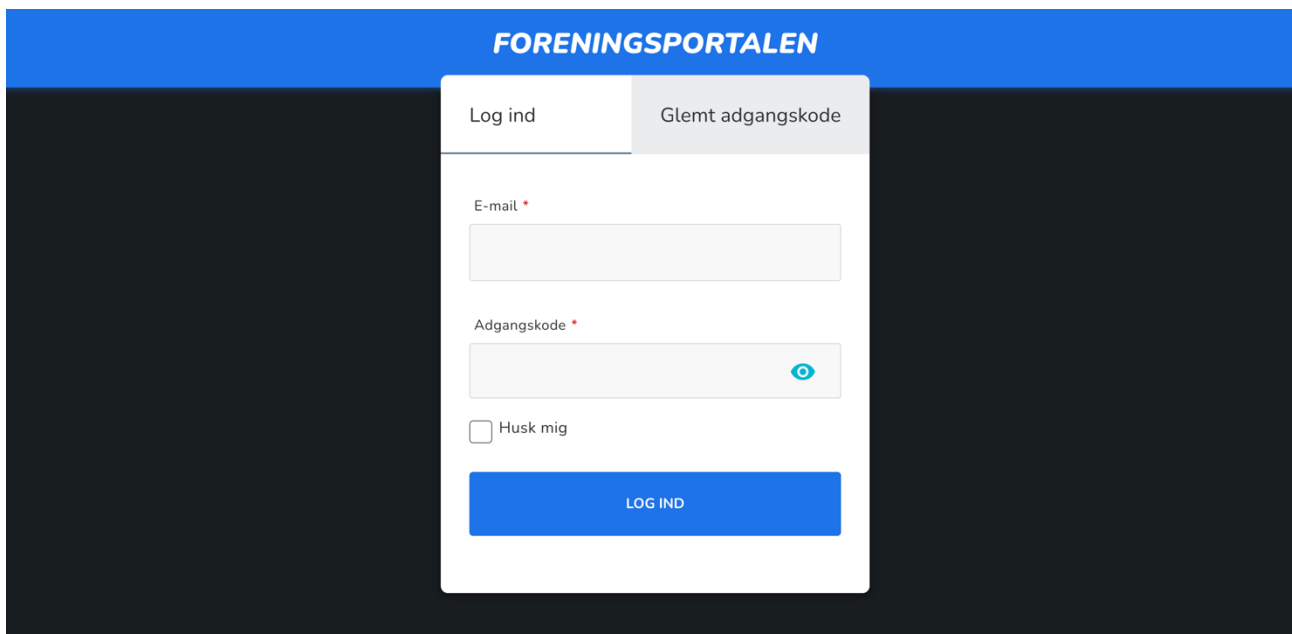 FORENINGSPORTALEN
Log ind
Glemt adgangskode
E-mail *
Adgangskode *
Husk mig
LOG IND